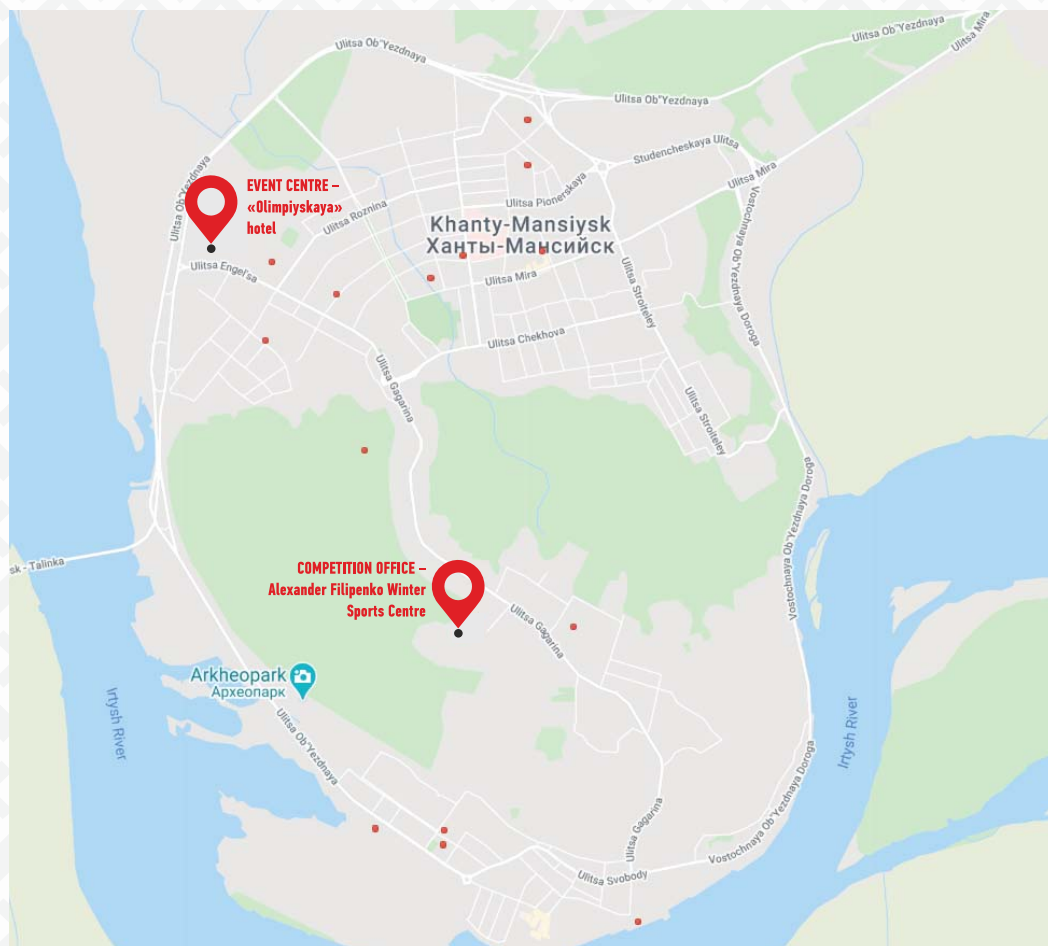 Ulitsa Ob"Yezdnaya
Ulitsa Ob"Yezdnaya
Ulitsa Mira
Ulitsa Ob"Yezdnaya
Studencheskaya Ulitsa
Ulitsa Mira
Ulitsa Ob"Yezdnaya
EVENT CENTRE –
«Olimpiyskaya»
hotel
Ulitsa Roznina
Ulitsa Pionerskaya
Khanty-Mansiysk
Ханты-Мансийск
Vostochnaya Ob"Yezdnaya Doroga
Ulitsa Engel'sa
Ulitsa Mira
Ulitsa Stroiteley
Ulitsa Chekhova
Ulitsa Gagarina
Ulitsa Stroiteley
sk - Talinka
Vostochnaya Ob"Yezdnaya Doroga
COMPETITION OFFICE –
Alexander Filipenko Winter
Sports Centre
Ulitsa Gagarina
Arkheopark
Археопарк
Irtysh River
Ulitsa Ob"Yezdnaya
Irtysh River
Ulitsa Gagarina
Vostochnaya Ob"Yezdnaya Doroga
Ulitsa Svobody